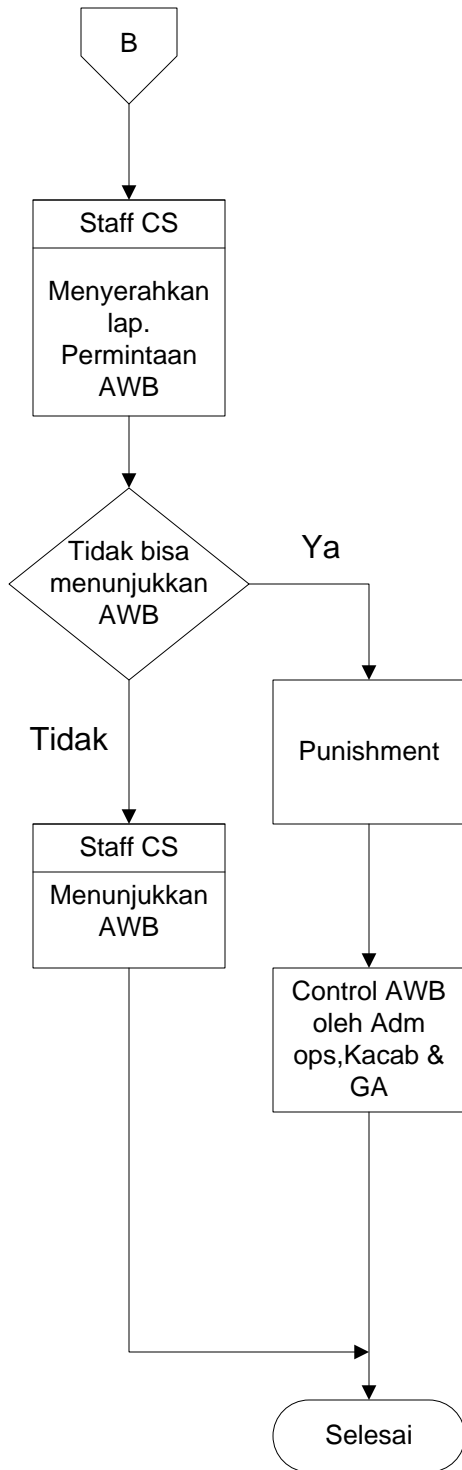 B
Staff CS
Menyerahkan
lap.
Permintaan
AWB
Tidak bisa
menunjukkan
AWB
Ya
Tidak
Punishment
Staff CS
Menunjukkan
AWB
Control AWB
oleh Adm
ops,Kacab &
GA
Selesai